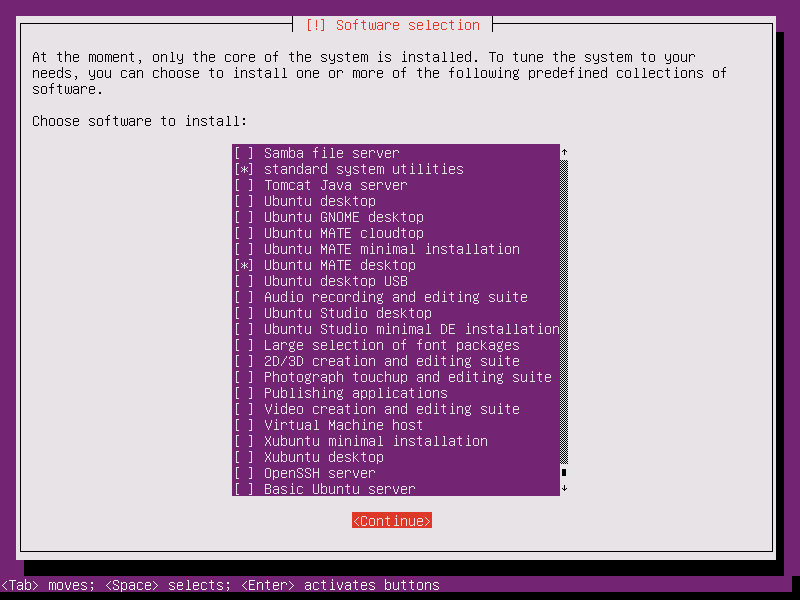 [!] Software selection
At the moment, only the core of the system is installed. To tune the system to your
needs, you can choose to install one or more of the following predefined collections of
software.
Choose software to install:
[ ] Samba file server
[*] standard system utilities
[ ] Tomcat Java server
[ ] Ubuntu desktop
[ ] Ubuntu GNOME desktop
[ ] Ubuntu MATE cloudtop
[ ] Ubuntu MATE minimal installation
[*] Ubuntu MATE desktop
[ ] Ubuntu desktop USB
[ ] Audio recording and editing suite
[ ] Ubuntu Studio desktop
[ ] Ubuntu Studio minimal DE installation
[ ] Large selection of font packages
[ ] 2D/3D creation and editing suite
[ ] Photograph touchup and editing suite
[ ] Publishing applications
[ ] Video creation and editing suite
[ ] Virtual Machine host
[ ] Xubuntu minimal installation
[ ] Xubuntu desktop
[ ] OpenSSH server
[ ] Basic Ubuntu server
<Continue>
<Tab> moves; <Space> selects; <Enter> activates buttons